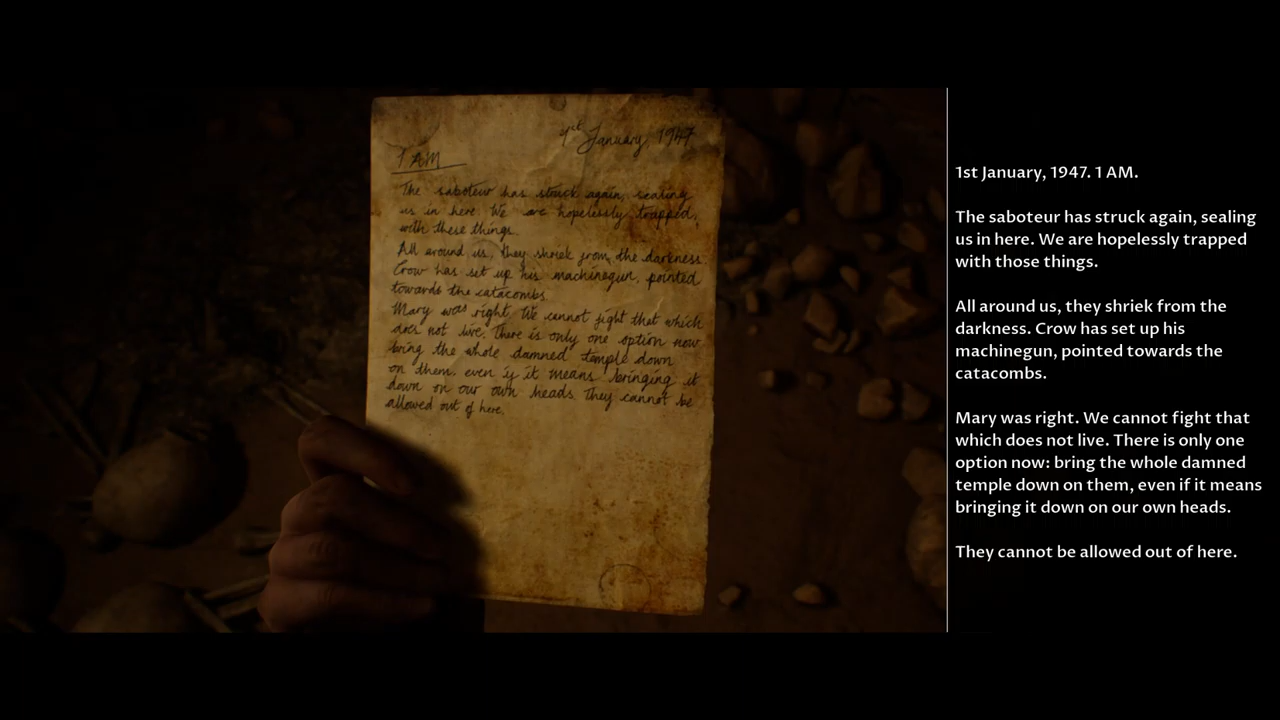 1st January, 1947
1 AM
The saboteur has struck again, sealing
us in here. We are hopelessly trapped,
with these things.
All around us, they shriek from the darkness.
Crow has set up his machinegun, pointed
towards the catacombs.
Mary was right. We cannot fight that which
does not live. There is only one option now
bring the whole damned temple down
on them. even if it means bringing it
down on our own heads. They cannot be
allowed out of here.
1st January, 1947. 1 AM.
The saboteur has struck again, sealing
us in here. We are hopelessly trapped
with those things.
All around us, they shriek from the
darkness. Crow has set up his
machinegun, pointed towards the
catacombs.
Mary was right. We cannot fight that
which does not live. There is only one
option now: bring the whole damned
temple down on them, even if it means
bringing it down on our own heads.
They cannot be allowed out of here.